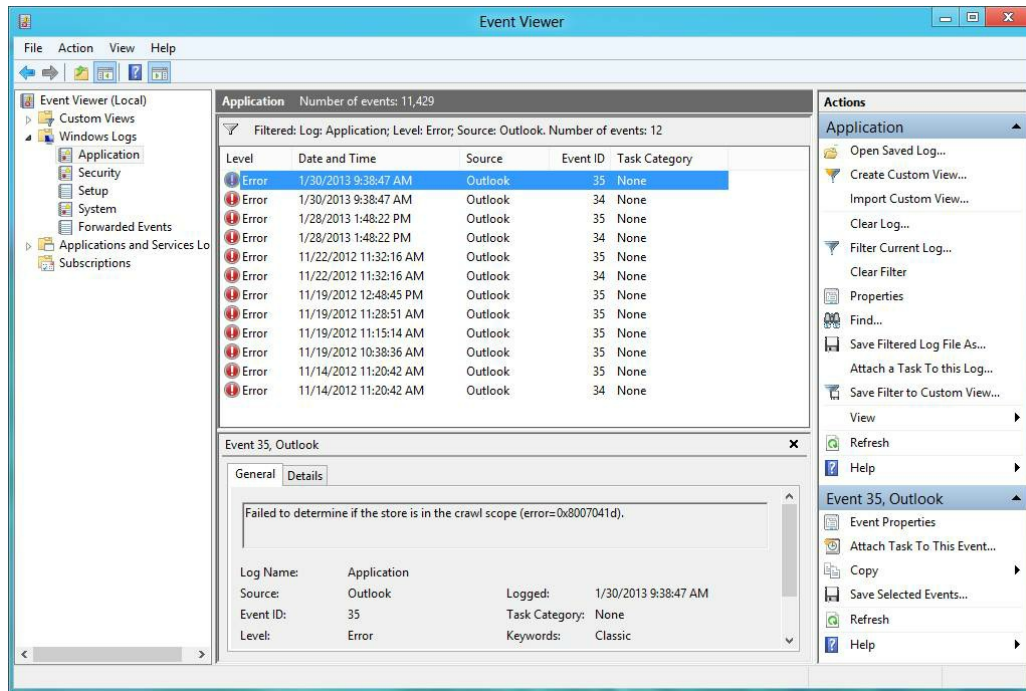 Event Viewer
File Action View Help
Event Viewer (Local)
Custom Views
Windows Logs
Application
Security
Setup
System
Forwarded Events
Applications and Services Lo
Subscriptions
Application Number of events: 11,429
Filtered: Log: Application; Level: Error; Source: Outlook. Number of events: 12
Level Date and Time Source Event ID Task Category
Error 1/30/2013 9:38:47 AM Outlook 35 None
Error 1/30/2013 9:38:47 AM Outlook 34 None
Error 1/28/2013 1:48:22 PM Outlook 35 None
Error 1/28/2013 1:48:22 PM Outlook 34 None
Error 11/22/2012 11:32:16 AM Outlook 35 None
Error 11/22/2012 11:32:16 AM Outlook 34 None
Error 11/19/2012 12:48:45 PM Outlook 35 None
Error 11/19/2012 11:28:51 AM Outlook 35 None
Error 11/19/2012 11:15:14 AM Outlook 35 None
Error 11/19/2012 10:38:36 AM Outlook 35 None
Error 11/14/2012 11:20:42 AM Outlook 35 None
Error 11/14/2012 11:20:42 AM Outlook 34 None
Event 35, Outlook
General Details
Failed to determine if the store is in the crawl scope (error=0x8007041d).
Log Name: Application
Source: Outlook Logged: 1/30/2013 9:38:47 AM
Event ID: 35 Task Category: None
Level: Error Keywords: Classic
Actions
Application
Open Saved Log...
Create Custom View...
Import Custom View...
Clear Log...
Filter Current Log...
Clear Filter
Properties
Find...
Save Filtered Log File As...
Attach a Task To this Log...
Save Filter to Custom View...
View
Refresh
Help
Event 35, Outlook
Event Properties
Attach Task To This Event...
Copy
Save Selected Events...
Refresh
Help